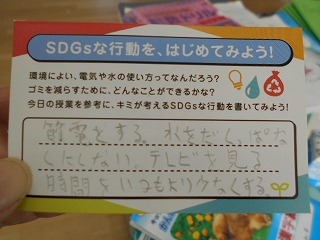 SDGsな行動を、はじめてみよう!
環境によい、電気や水の使い方ってなんだろう?
ゴミを減らすために、どんなことができるかな?
今日の授業を参考に、キミが考えるSDGsな行動を書いてみよう!
節電をする。水をだしっぱな
くにしない。テレビを見る
時間をいつもより少なくする。